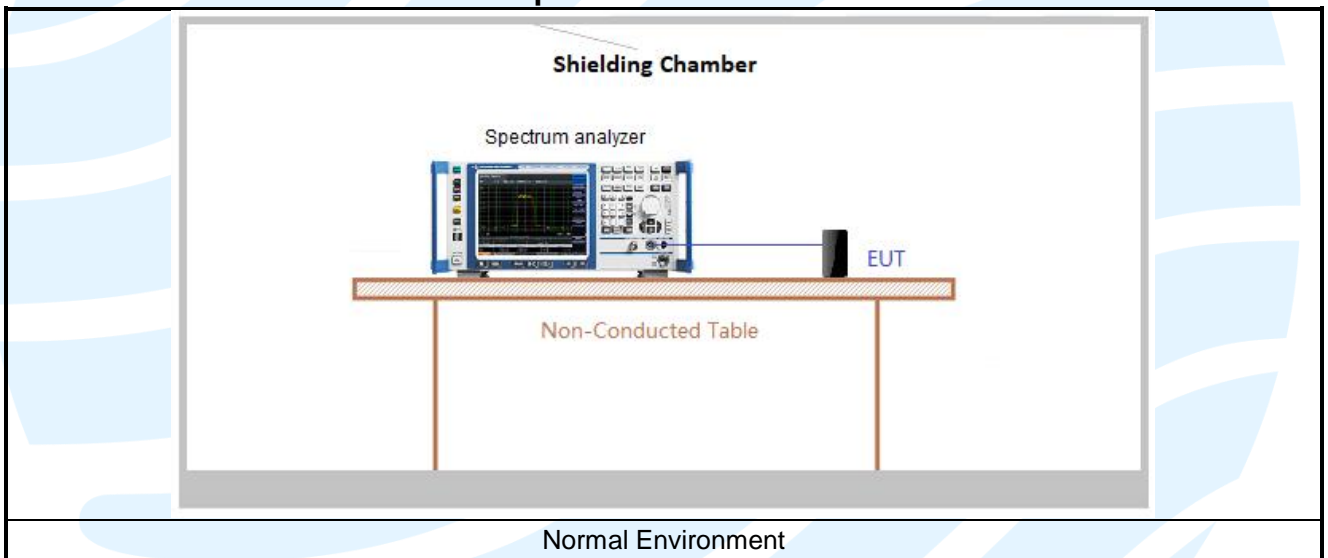 Shielding Chamber
Spectrum analyzer
EUT
Non-Conducted Table
Normal Environment